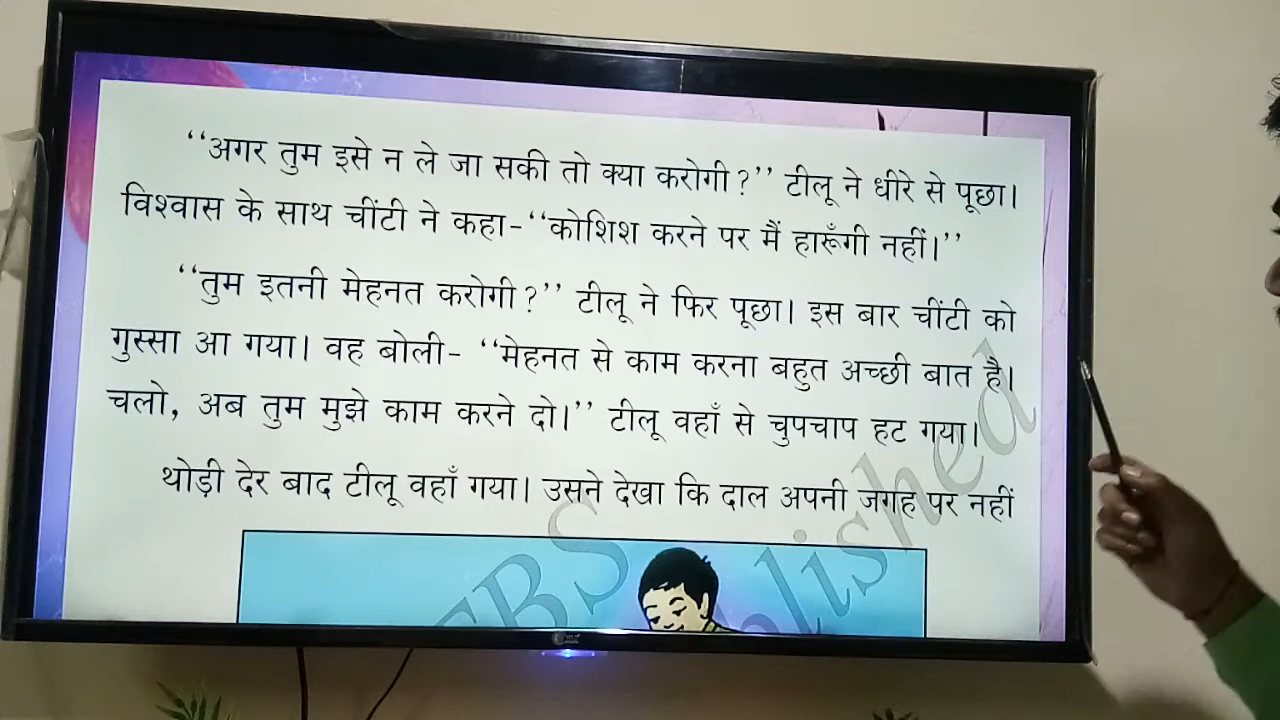 ‘‘अगर तुम इसे न ले जा सकी तो क्या करोगी?’’ टीलू ने धीरे से पूछा।
विश्वास के साथ चींटी ने कहा-‘‘कोशिश करने पर मैं हारूँगी नहीं।’’
‘‘तुम इतनी मेहनत करोगी?’’ टीलू ने फिर पूछा। इस बार चींटी को
गुस्सा आ गया। वह बोली- ‘‘मेहनत से काम करना बहुत अच्छी बात है।
चलो, अब तुम मुझे काम करने दो।’’ टीलू वहाँ से चुपचाप हट गया।
थोड़ी देर बाद टीलू वहाँ गया। उसने देखा कि दाल अपनी जगह पर नहीं